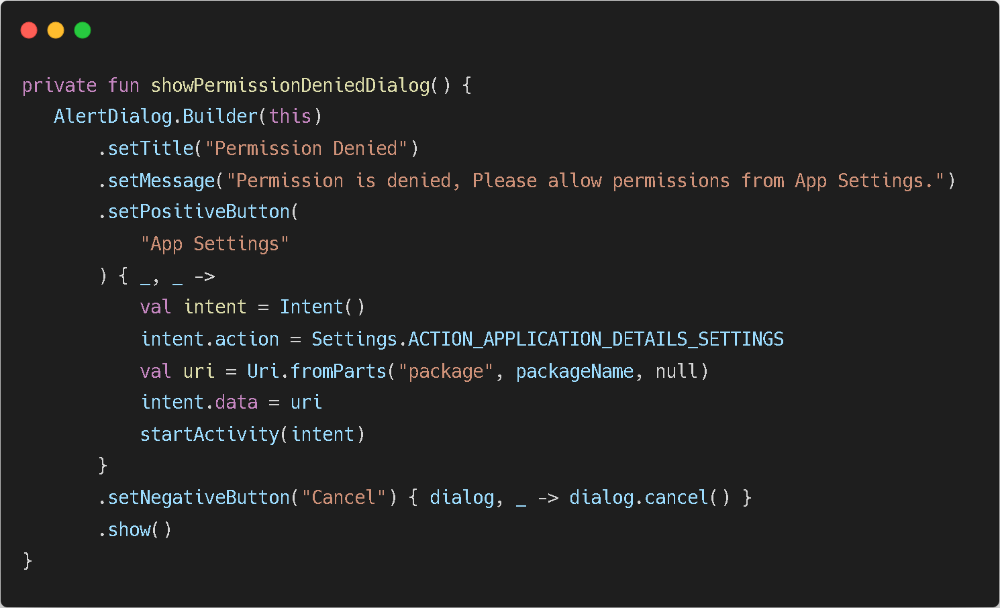 private fun showPermissionDeniedDialog() {
   AlertDialog.Builder(this)
       .setTitle("Permission Denied")
       .setMessage("Permission is denied, Please allow permissions from App Settings.")
       .setPositiveButton(
           "App Settings"
       ) { _, _ ->
           val intent = Intent()
           intent.action = Settings.ACTION_APPLICATION_DETAILS_SETTINGS
           val uri = Uri.fromParts("package", packageName, null)
           intent.data = uri
           startActivity(intent)
       }
       .setNegativeButton("Cancel") { dialog, _ -> dialog.cancel() }
       .show()
}